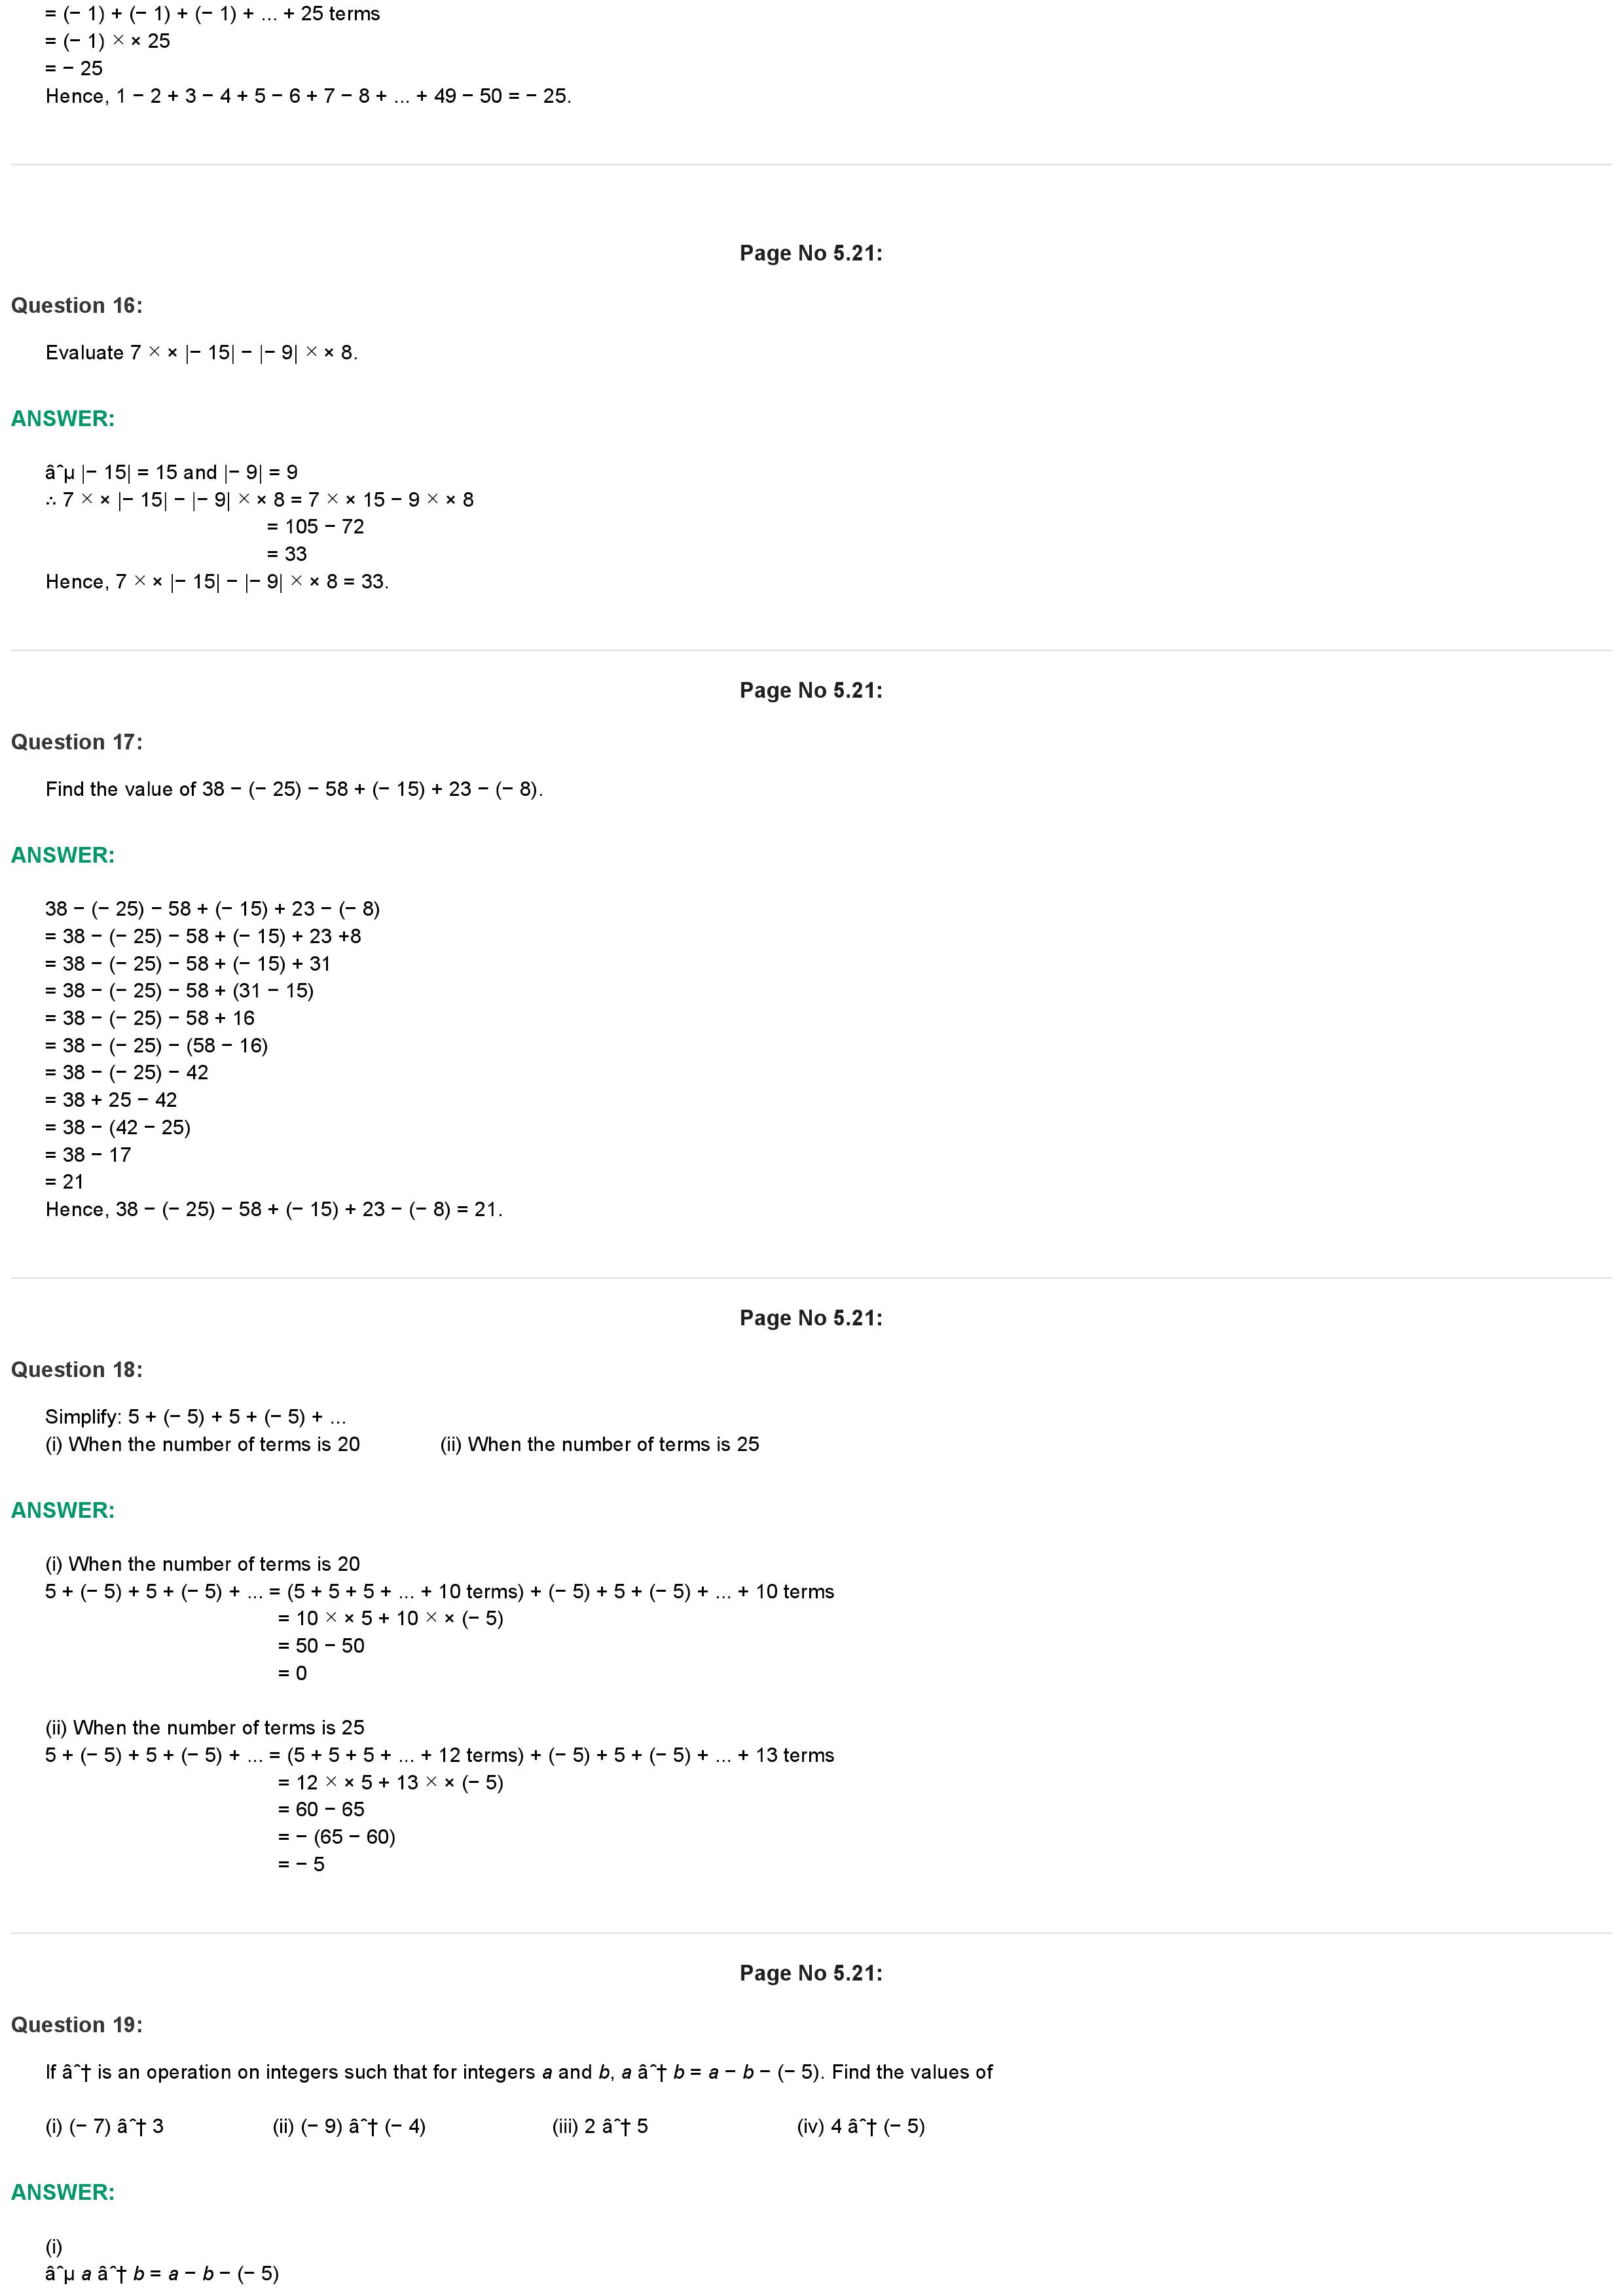 = (− 1) + (− 1) + (− 1) + ... + 25 terms
= (− 1) × × 25
= − 25
Hence, 1 − 2 + 3 − 4 + 5 − 6 + 7 − 8 + ... + 49 − 50 = − 25.
Page No 5.21:
Question 16:
Evaluate 7 × × |− 15| − |− 9| × × 8.
ANSWER:
âˆµ |− 15| = 15 and |− 9| = 9
∴ 7 × × |− 15| − |− 9| × × 8 = 7 × × 15 − 9 × × 8
= 105 − 72
= 33
Hence, 7 × × |− 15| − |− 9| × × 8 = 33.
Page No 5.21:
Question 17:
Find the value of 38 − (− 25) − 58 + (− 15) + 23 − (− 8).
ANSWER:
38 − (− 25) − 58 + (− 15) + 23 − (− 8)
= 38 − (− 25) − 58 + (− 15) + 23 +8
= 38 − (− 25) − 58 + (− 15) + 31
= 38 − (− 25) − 58 + (31 − 15)
= 38 − (− 25) − 58 + 16
= 38 − (− 25) − (58 − 16)
= 38 − (− 25) − 42
= 38 + 25 − 42
= 38 − (42 − 25)
= 38 − 17
= 21
Hence, 38 − (− 25) − 58 + (− 15) + 23 − (− 8) = 21.
Page No 5.21:
Question 18:
Simplify: 5 + (− 5) + 5 + (− 5) + ...
(i) When the number of terms is 20 (ii) When the number of terms is 25
ANSWER:
(i) When the number of terms is 20
5 + (− 5) + 5 + (− 5) + ... = (5 + 5 + 5 + ... + 10 terms) + (− 5) + 5 + (− 5) + ... + 10 terms
= 10 × × 5 + 10 × × (− 5)
= 50 − 50
= 0
(ii) When the number of terms is 25
5 + (− 5) + 5 + (− 5) + ... = (5 + 5 + 5 + ... + 12 terms) + (− 5) + 5 + (− 5) + ... + 13 terms
= 12 × × 5 + 13 × × (− 5)
= 60 − 65
= − (65 − 60)
= − 5
Page No 5.21:
Question 19:
If âˆ† is an operation on integers such that for integers a and b, a âˆ† b = a − b − (− 5). Find the values of
(i) (− 7) âˆ† 3 (ii) (− 9) âˆ† (− 4) (iii) 2 âˆ† 5 (iv) 4 âˆ† (− 5)
ANSWER:
(i)
âˆµ a âˆ† b = a − b − (− 5)